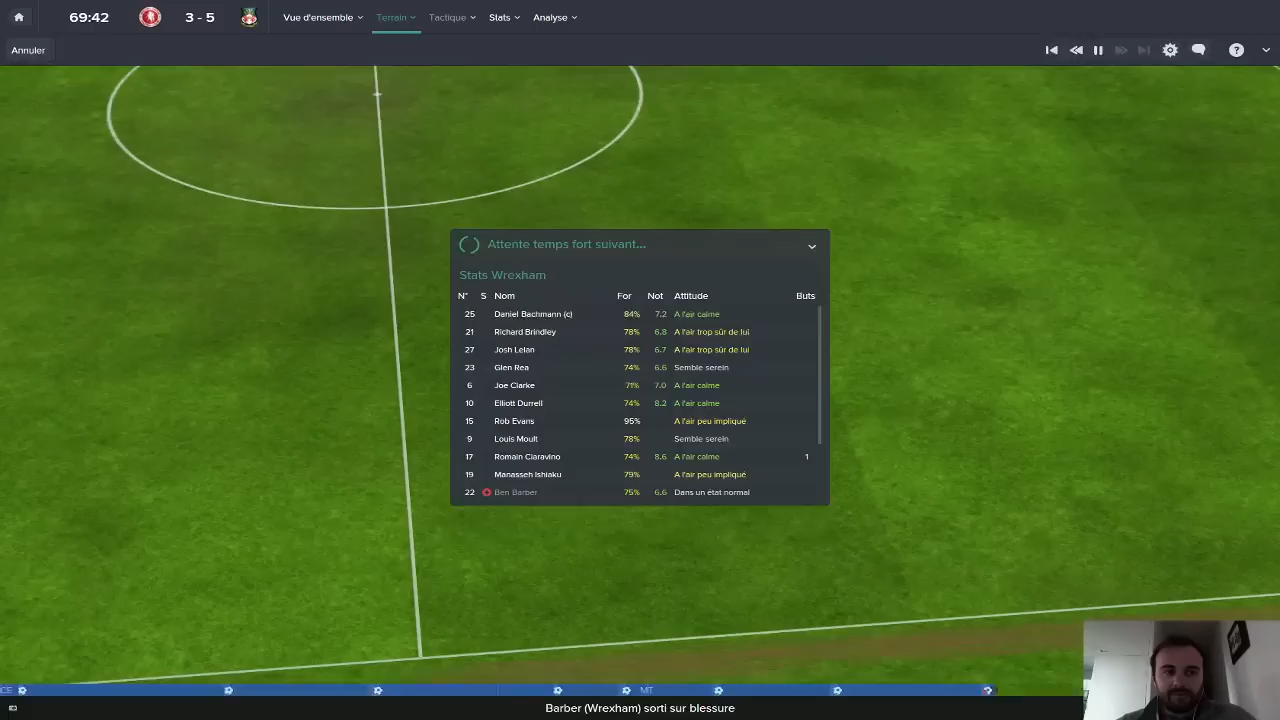 69:42 3 - 5 Vue d'ensemble Terrain Tactique Stats Analyse
Annuler
Attente temps fort suivant...
Stats Wrexham
N° S Nom For Not Attitude Buts
25 Daniel Bachmann (c) 84% 7.2 A l'air calme
21 Richard Brindley 78% 6.8 A l'air trop sûr de lui
27 Josh Lelan 78% 6.7 A l'air trop sûr de lui
23 Glen Rea 74% 6.6 Semble serein
6 Joe Clarke 71% 7.0 A l'air calme
10 Elliott Durrell 74% 8.2 A l'air calme
15 Rob Evans 95% A l'air peu impliqué
9 Louis Moult 78% Semble serein
17 Romain Ciaravino 74% 8.6 A l'air calme 1
19 Manasseh Ishiaku 79% A l'air peu impliqué
22 Ben Barber 75% 6.6 Dans un état normal
CE MIT
Barber (Wrexham) sorti sur blessure